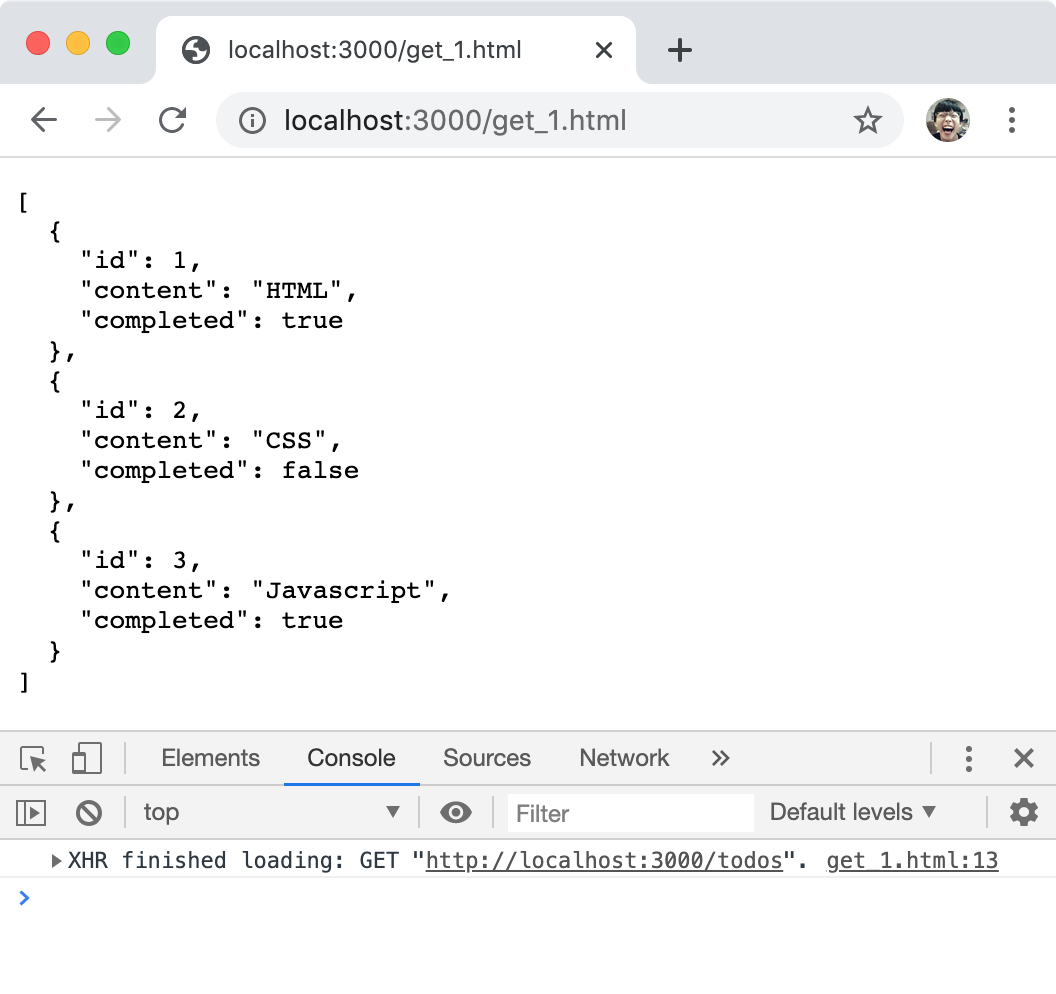 localhost:3000/get_1.html
localhost:3000/get_1.html
[
  {
    "id": 1,
    "content": "HTML",
    "completed": true
  },
  {
    "id": 2,
    "content": "CSS",
    "completed": false
  },
  {
    "id": 3,
    "content": "Javascript",
    "completed": true
  }
]
Elements Console Sources Network
top Filter Default levels
XHR finished loading: GET "http://localhost:3000/todos". get_1.html:13